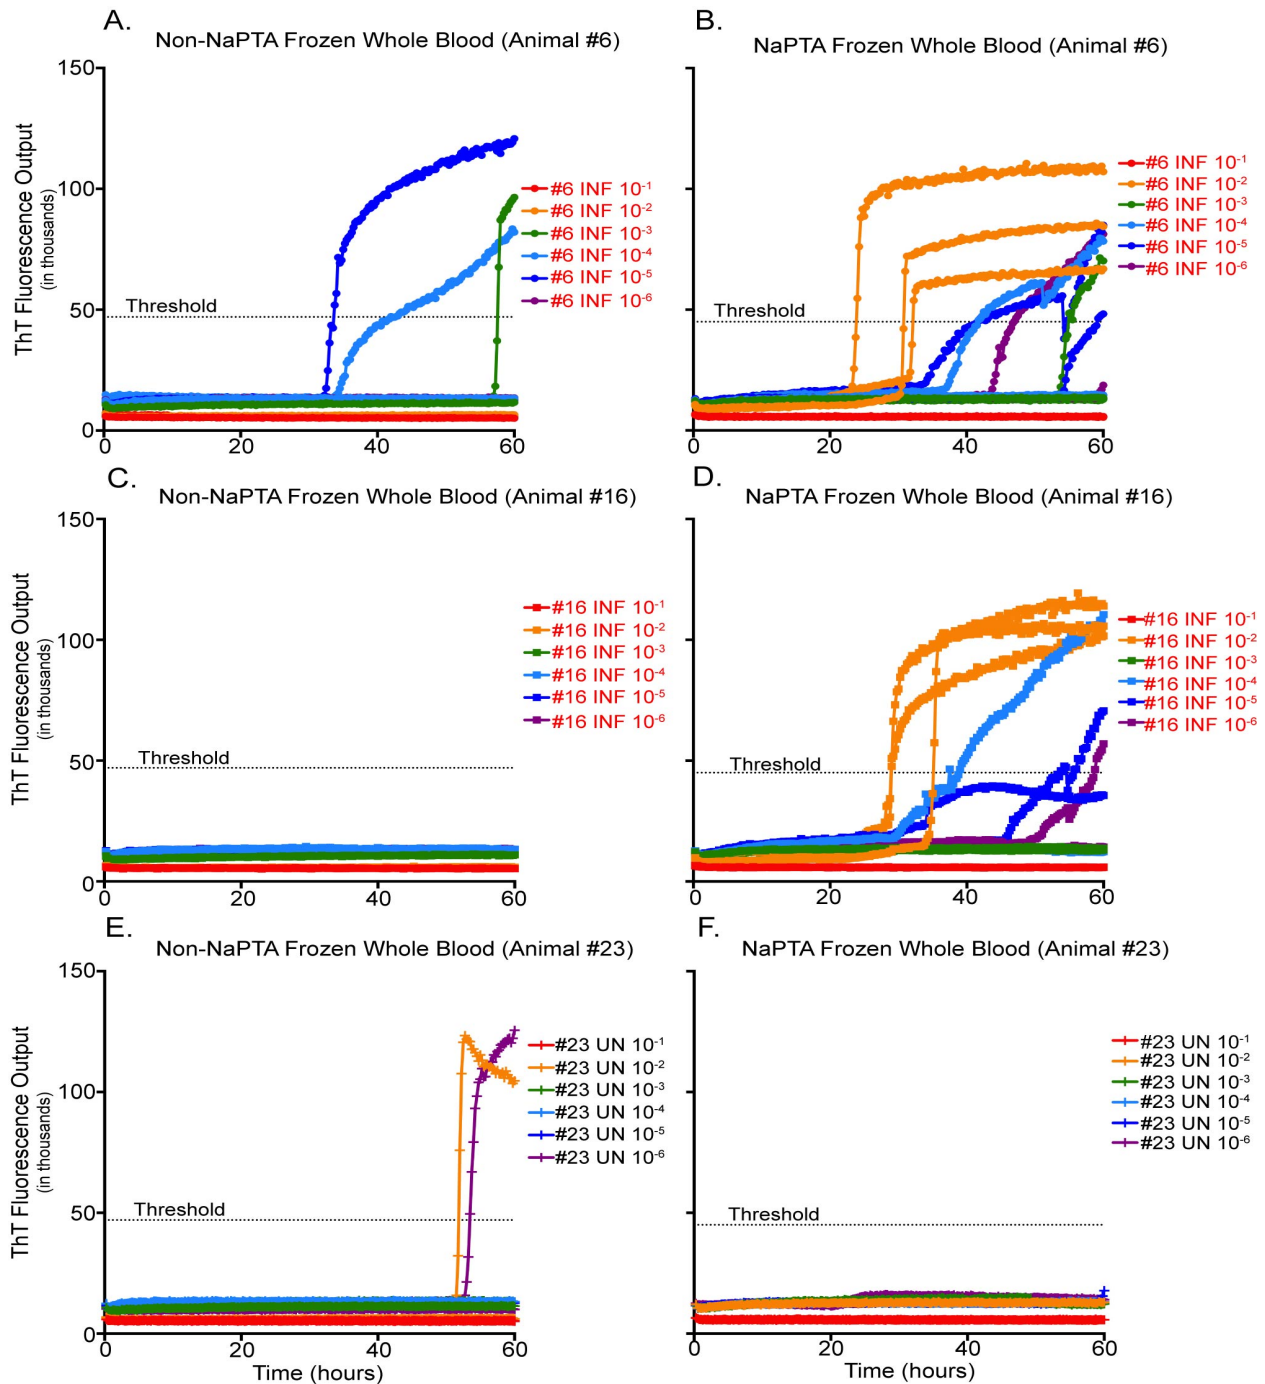 A.
Non-NaPTA Frozen Whole Blood (Animal #6)
150
100
50
0
0 20 40 60
ThT Fluorescence Output
(in thousands)
Threshold
#6 INF 10⁻¹
#6 INF 10⁻²
#6 INF 10⁻³
#6 INF 10⁻⁴
#6 INF 10⁻⁵
#6 INF 10⁻⁶
B.
NaPTA Frozen Whole Blood (Animal #6)
Threshold
#6 INF 10⁻¹
#6 INF 10⁻²
#6 INF 10⁻³
#6 INF 10⁻⁴
#6 INF 10⁻⁵
#6 INF 10⁻⁶
0 20 40 60
C.
Non-NaPTA Frozen Whole Blood (Animal #16)
150
100
50
0
0 20 40 60
ThT Fluorescence Output
(in thousands)
Threshold
#16 INF 10⁻¹
#16 INF 10⁻²
#16 INF 10⁻³
#16 INF 10⁻⁴
#16 INF 10⁻⁵
#16 INF 10⁻⁶
D.
NaPTA Frozen Whole Blood (Animal #16)
Threshold
#16 INF 10⁻¹
#16 INF 10⁻²
#16 INF 10⁻³
#16 INF 10⁻⁴
#16 INF 10⁻⁵
#16 INF 10⁻⁶
0 20 40 60
E.
Non-NaPTA Frozen Whole Blood (Animal #23)
150
100
50
0
0 20 40 60
ThT Fluorescence Output
(in thousands)
Threshold
#23 UN 10⁻¹
#23 UN 10⁻²
#23 UN 10⁻³
#23 UN 10⁻⁴
#23 UN 10⁻⁵
#23 UN 10⁻⁶
Time (hours)
F.
NaPTA Frozen Whole Blood (Animal #23)
Threshold
#23 UN 10⁻¹
#23 UN 10⁻²
#23 UN 10⁻³
#23 UN 10⁻⁴
#23 UN 10⁻⁵
#23 UN 10⁻⁶
0 20 40 60
Time (hours)